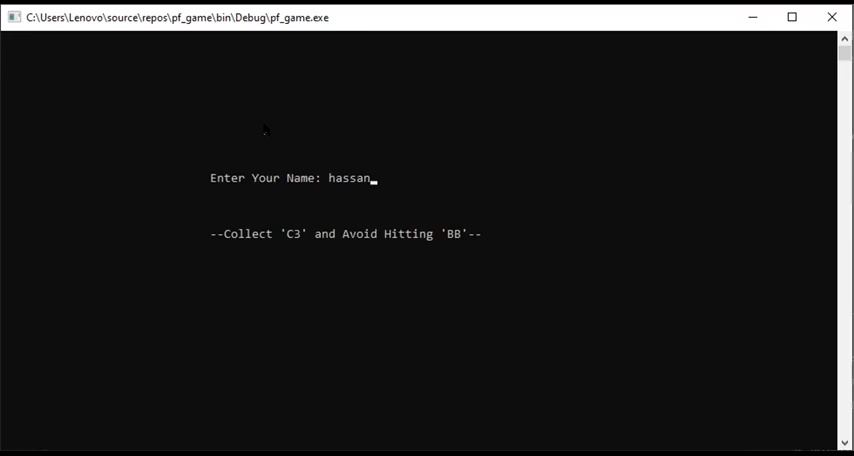 C:\Users\Lenovo\source\repos\pf_game\bin\Debug\pf_game.exe
Enter Your Name: hassan
--Collect 'C3' and Avoid Hitting 'BB'--